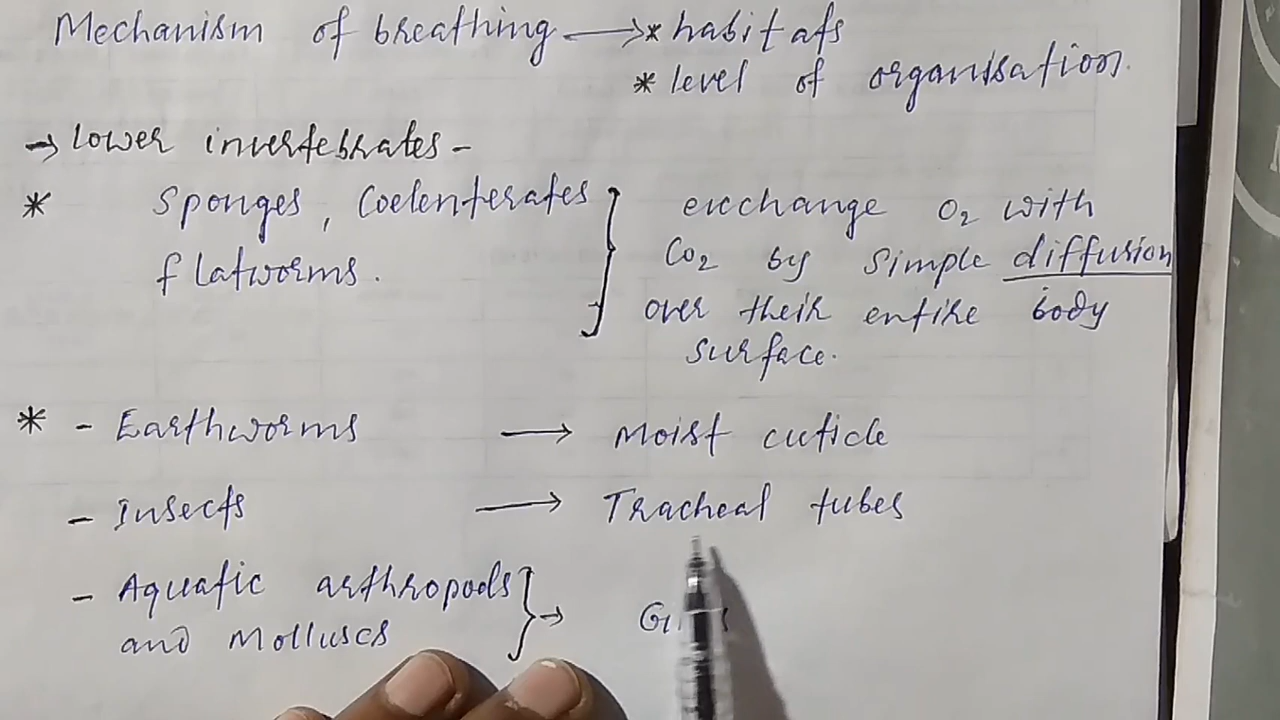 Mechanism of breathing → * habitats
* level of organisation.
→ lower invertebrates -
* Sponges, Coelenterates
flatworms.
exchange O2 with
CO2 by simple diffusion
over their entire body
surface.
* - Earthworms → Moist cuticle
- Insects → Tracheal tubes
- Aquatic arthropods
and Molluscs →